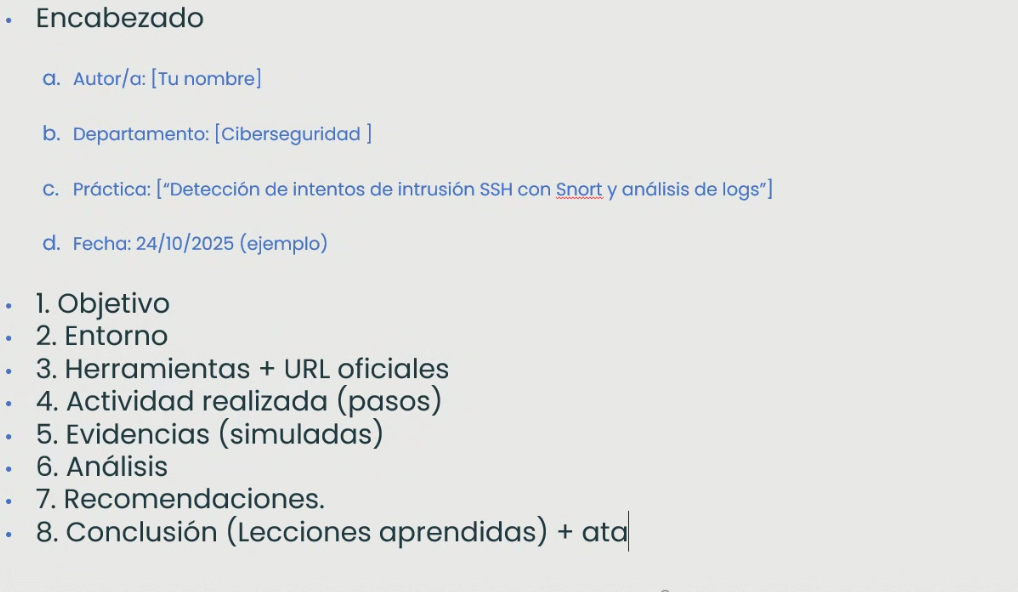 • Encabezado
a. Autor/a: [Tu nombre]
b. Departamento: [Ciberseguridad ]
c. Práctica: [“Detección de intentos de intrusión SSH con Snort y análisis de logs”]
d. Fecha: 24/10/2025 (ejemplo)
• 1. Objetivo
• 2. Entorno
• 3. Herramientas + URL oficiales
• 4. Actividad realizada (pasos)
• 5. Evidencias (simuladas)
• 6. Análisis
• 7. Recomendaciones.
• 8. Conclusión (Lecciones aprendidas) + ata